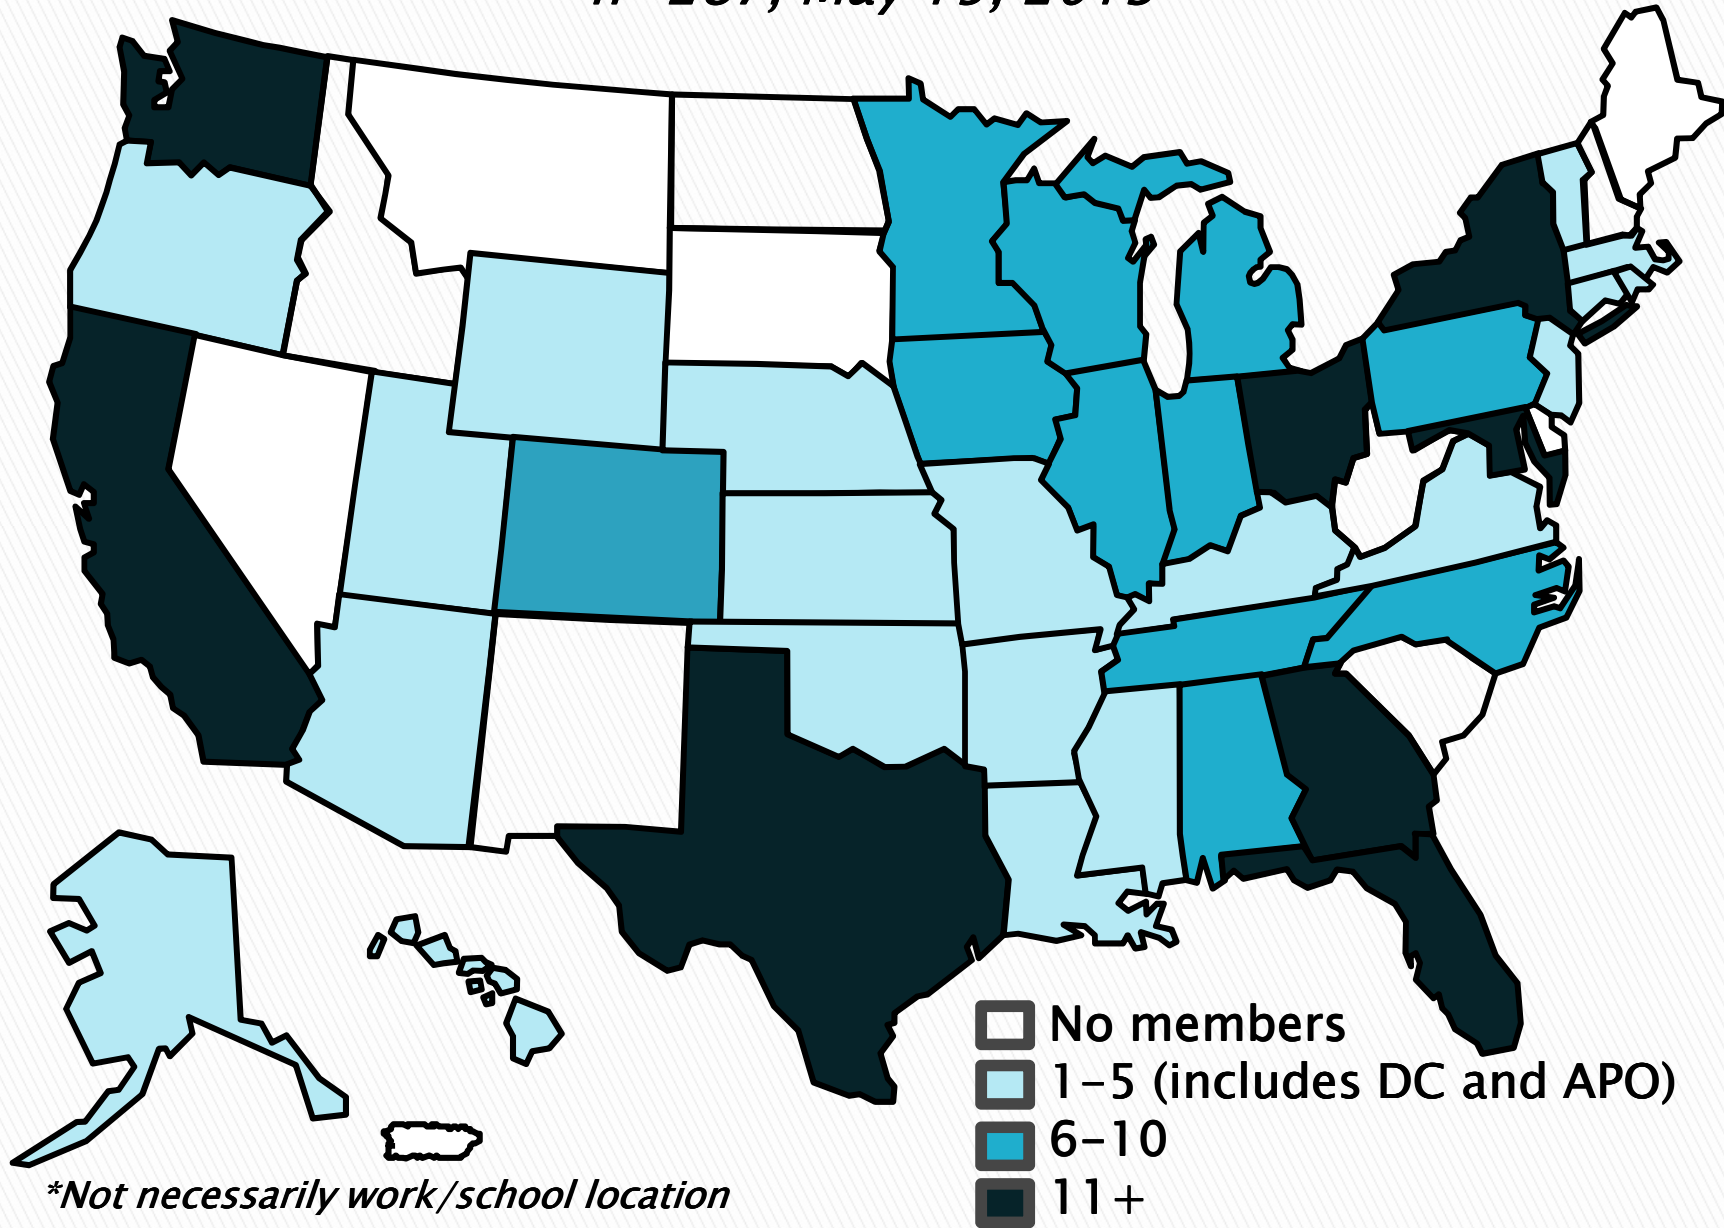 No members
1-5 (includes DC and APO)
6-10
11+
*Not necessarily work/school location